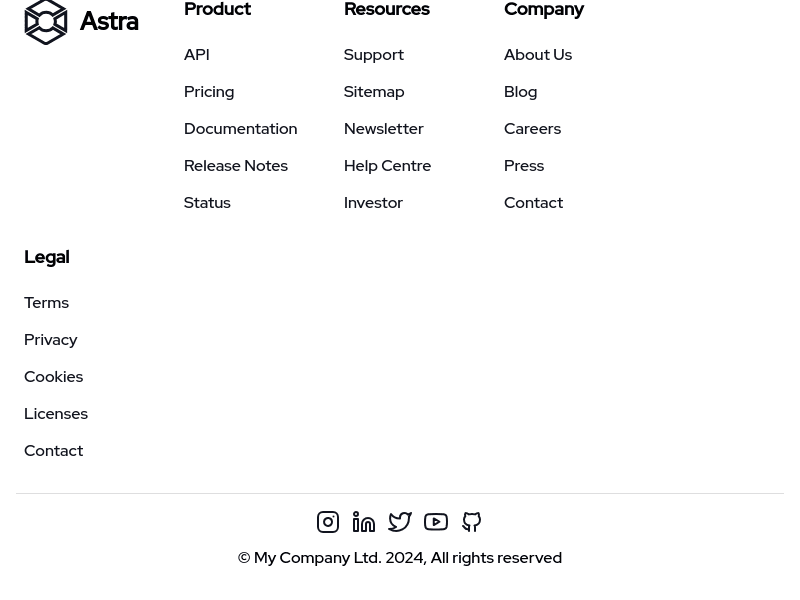 Astra
Product
API
Pricing
Documentation
Release Notes
Status
Resources
Support
Sitemap
Newsletter
Help Centre
Investor
Company
About Us
Blog
Careers
Press
Contact
Legal
Terms
Privacy
Cookies
Licenses
Contact
© My Company Ltd. 2024, All rights reserved